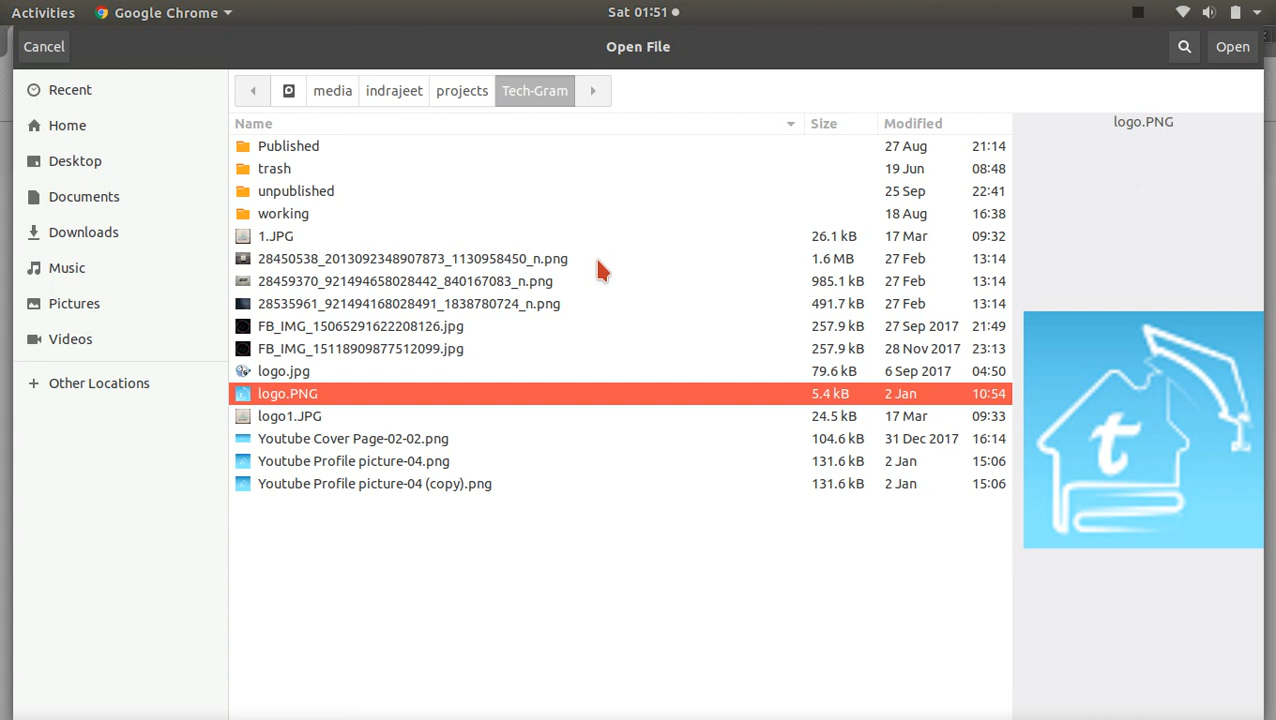 Activities Google Chrome Sat 01:51
Cancel Open File Open
media indrajeet projects Tech-Gram
Recent
Home
Desktop
Documents
Downloads
Music
Pictures
Videos
Other Locations
Name Size Modified
Published 27 Aug 21:14
trash 19 Jun 08:48
unpublished 25 Sep 22:41
working 18 Aug 16:38
1.JPG 26.1 kB 17 Mar 09:32
28450538_2013092348907873_1130958450_n.png 1.6 MB 27 Feb 13:14
28459370_921494658028442_840167083_n.png 985.1 kB 27 Feb 13:14
28535961_921494168028491_1838780724_n.png 491.7 kB 27 Feb 13:14
FB_IMG_15065291622208126.jpg 257.9 kB 27 Sep 2017 21:49
FB_IMG_15118909877512099.jpg 257.9 kB 28 Nov 2017 23:13
logo.jpg 79.6 kB 6 Sep 2017 04:50
logo.PNG 5.4 kB 2 Jan 10:54
logo1.JPG 24.5 kB 17 Mar 09:33
Youtube Cover Page-02-02.png 104.6 kB 31 Dec 2017 16:14
Youtube Profile picture-04.png 131.6 kB 2 Jan 15:06
Youtube Profile picture-04 (copy).png 131.6 kB 2 Jan 15:06
logo.PNG
t